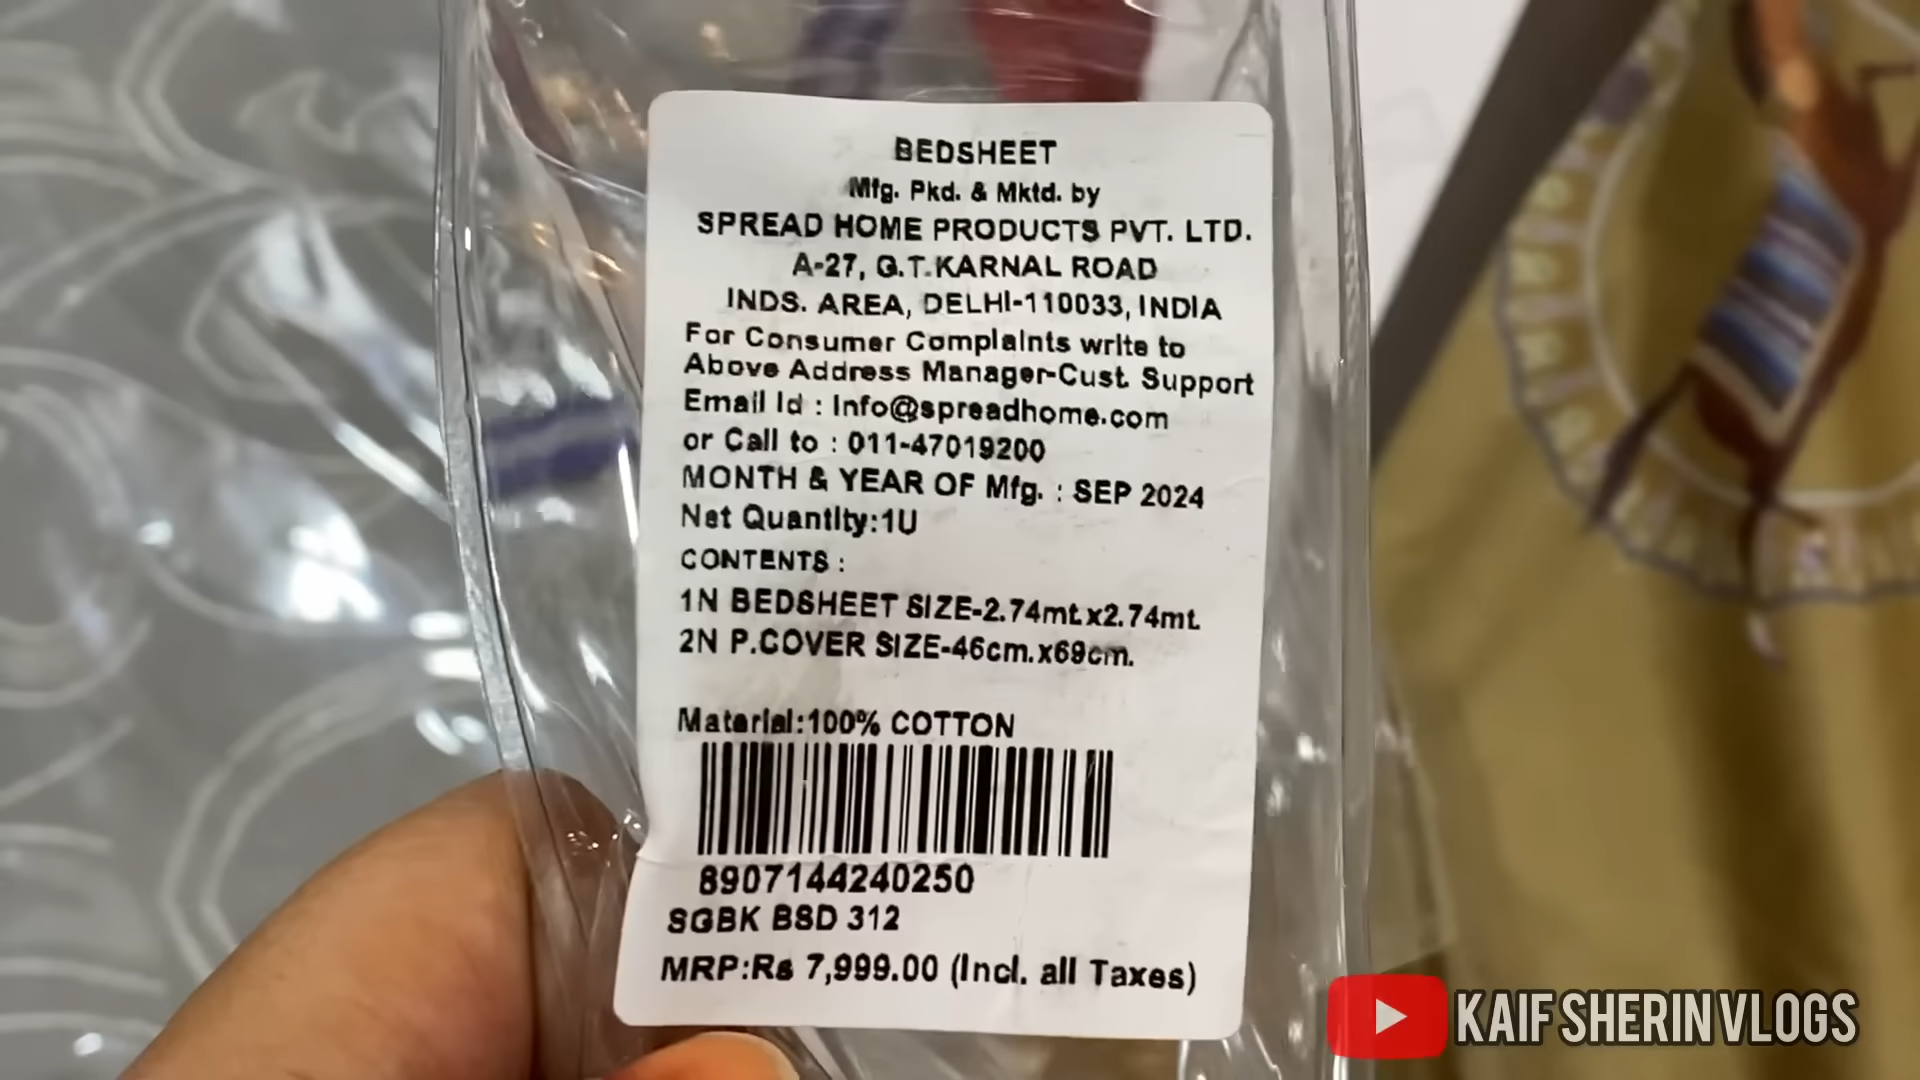 BEDSHEET
Mfg. Pkd. & Mktd. by
SPREAD HOME PRODUCTS PVT. LTD.
A-27, G.T.KARNAL ROAD
INDS. AREA, DELHI-110033, INDIA
For Consumer Complaints write to
Above Address Manager-Cust. Support
Email Id : Info@spreadhome.com
or Call to : 011-47019200
MONTH & YEAR OF Mfg. : SEP 2024
Net Quantity:1U
CONTENTS :
1N BEDSHEET SIZE-2.74mt.x2.74mt.
2N P.COVER SIZE-46cm.x69cm.
Material:100% COTTON
8907144240250
SGBK BSD 312
MRP:Rs 7,999.00 (Incl. all Taxes)
KAIF SHERIN VLOGS